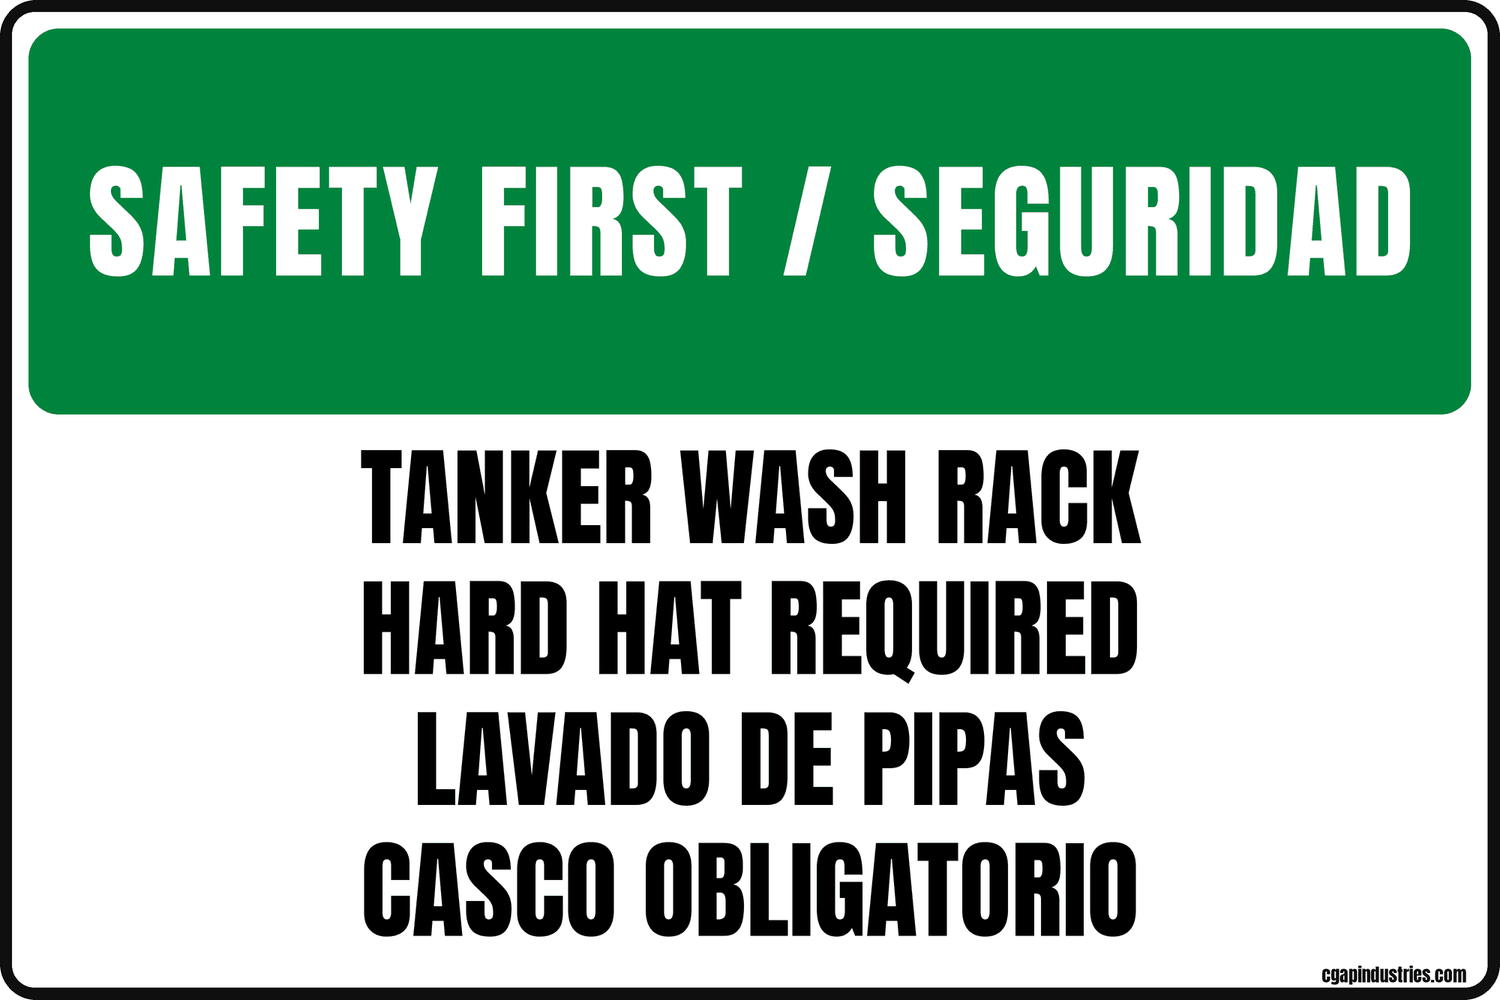 SAFETY FIRST / SEGURIDAD
TANKER WASH RACK
HARD HAT REQUIRED
LAVADO DE PIPAS
CASCO OBLIGATORIO
cgapindustries.com